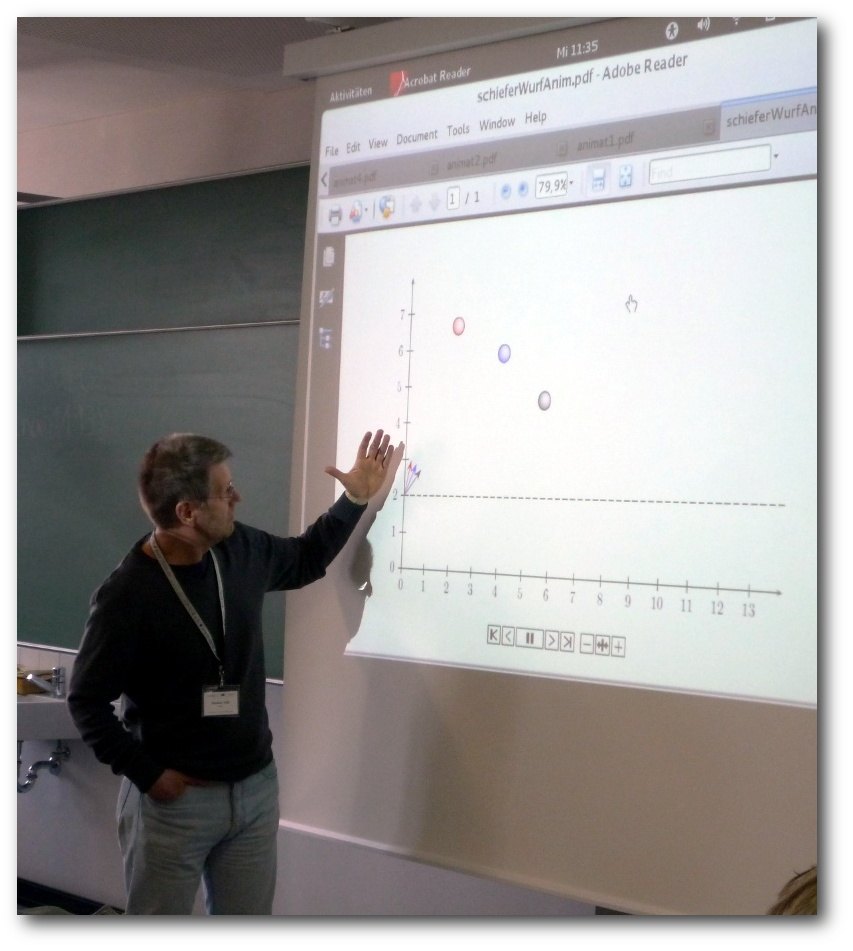 Mi 11:35
Aktivitäten Acrobat Reader
schieferWurfAnim.pdf - Adobe Reader
File Edit View Document Tools Window Help
animat4.pdf animat2.pdf animat1.pdf schieferWurfAn
1 / 1 79,9% Find
7
6
5
4
2
1
0
0 1 2 3 4 5 6 7 8 9 10 11 12 13